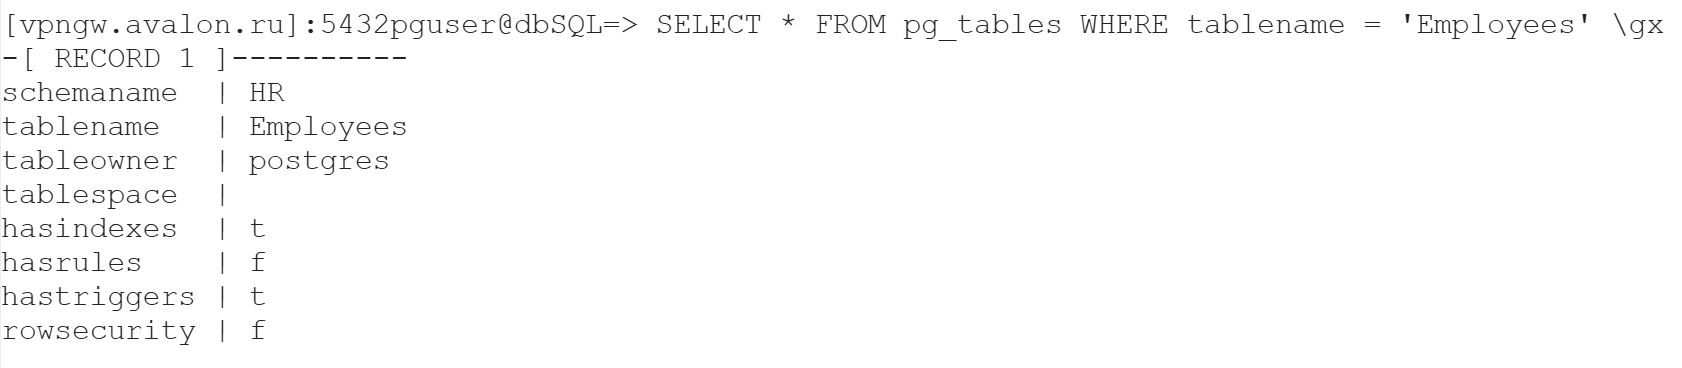 [vpngw.avalon.ru]:5432pguser@dbSQL=> SELECT * FROM pg_tables WHERE tablename = 'Employees' \gx
-[ RECORD 1 ]----------
schemaname  | HR
tablename   | Employees
tableowner  | postgres
tablespace  |
hasindexes  | t
hasrules    | f
hastriggers | t
rowsecurity | f